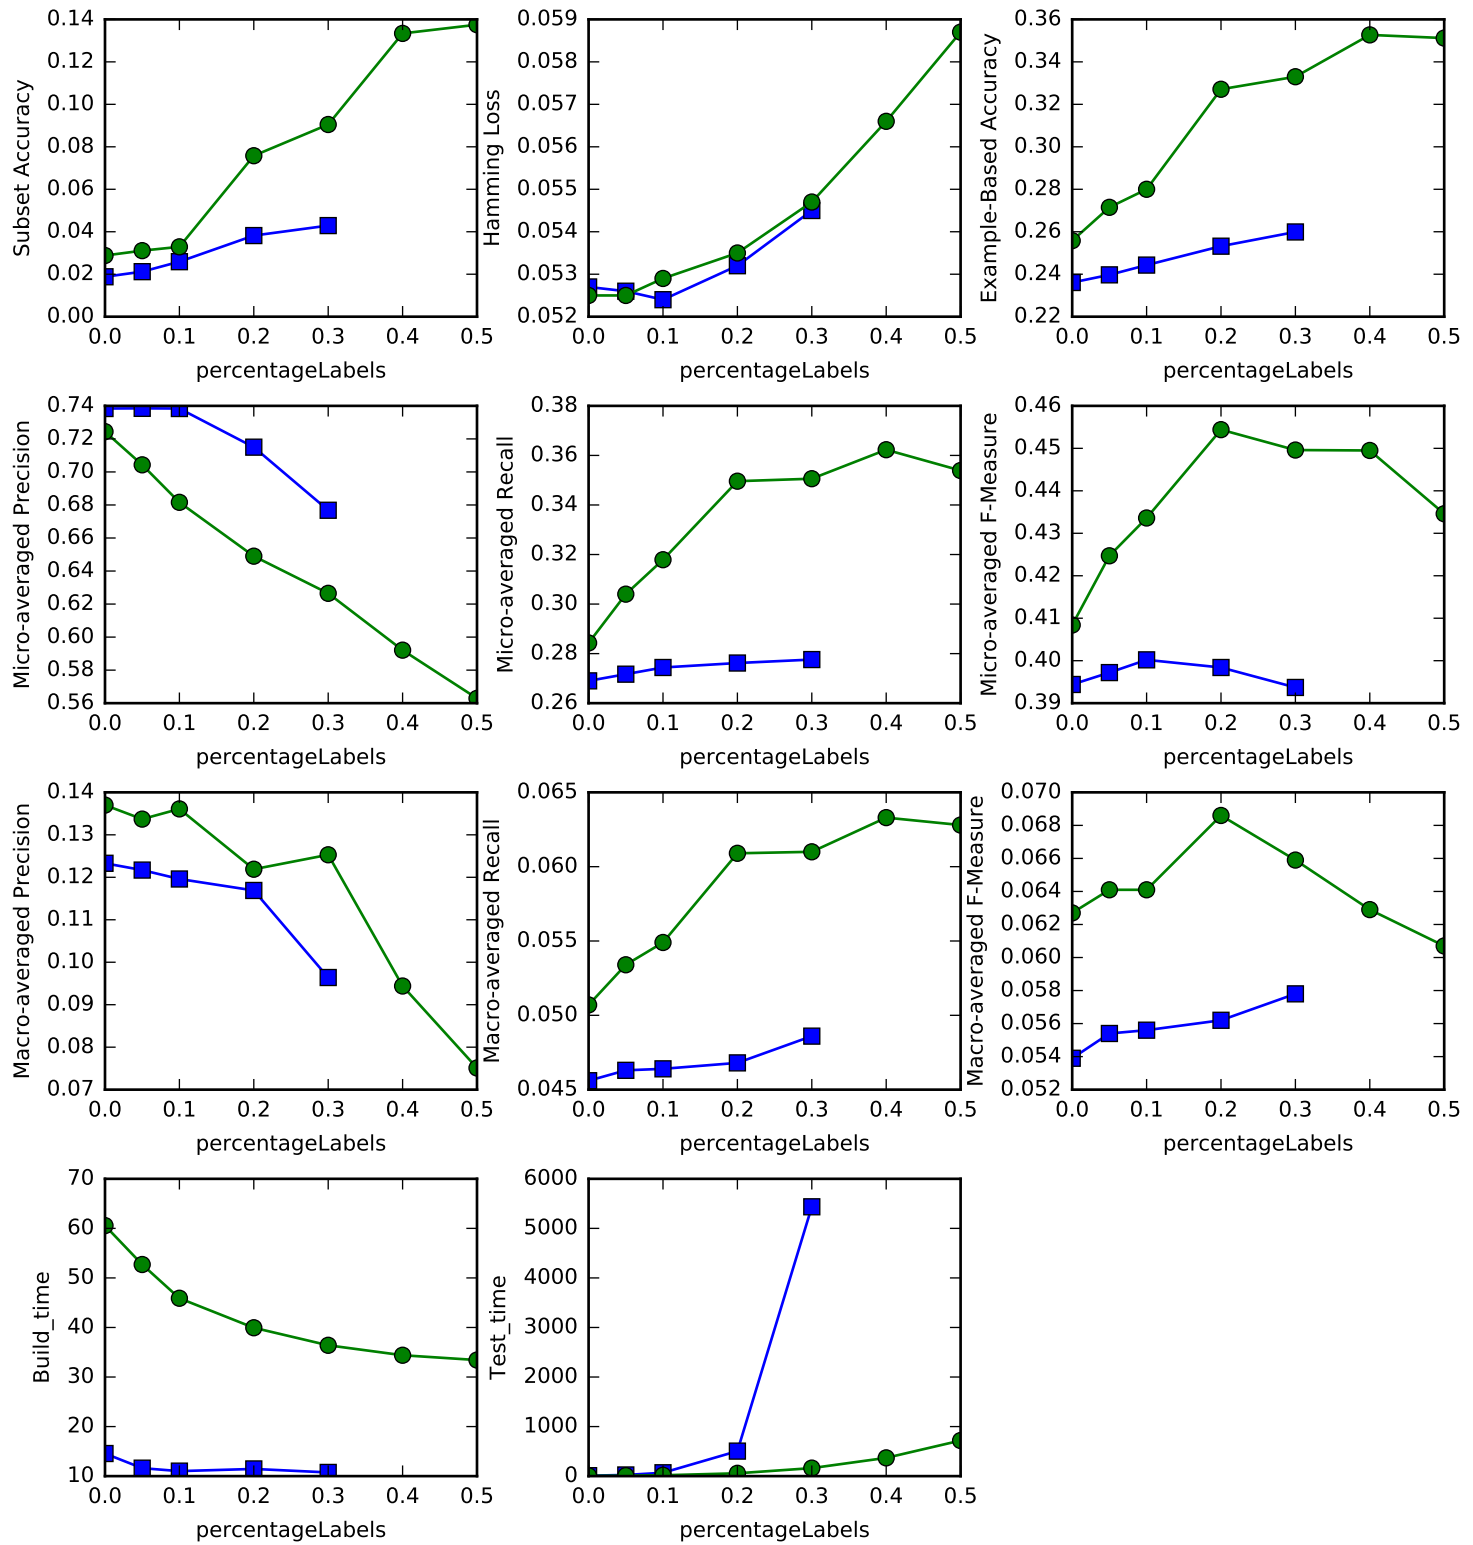 Subset Accuracy
0.14
0.12
0.10
0.08
0.06
0.04
0.02
0.00
0.0 0.1 0.2 0.3 0.4 0.5
percentageLabels
Hamming Loss
0.059
0.058
0.057
0.056
0.055
0.054
0.053
0.052
0.0 0.1 0.2 0.3 0.4 0.5
percentageLabels
Example-Based Accuracy
0.36
0.34
0.32
0.30
0.28
0.26
0.24
0.22
0.0 0.1 0.2 0.3 0.4 0.5
percentageLabels
Micro-averaged Precision
0.74
0.72
0.70
0.68
0.66
0.64
0.62
0.60
0.58
0.56
0.0 0.1 0.2 0.3 0.4 0.5
percentageLabels
Micro-averaged Recall
0.38
0.36
0.34
0.32
0.30
0.28
0.26
0.0 0.1 0.2 0.3 0.4 0.5
percentageLabels
Micro-averaged F-Measure
0.46
0.45
0.44
0.43
0.42
0.41
0.40
0.39
0.0 0.1 0.2 0.3 0.4 0.5
percentageLabels
Macro-averaged Precision
0.14
0.13
0.12
0.11
0.10
0.09
0.08
0.07
0.0 0.1 0.2 0.3 0.4 0.5
percentageLabels
Macro-averaged Recall
0.065
0.060
0.055
0.050
0.045
0.0 0.1 0.2 0.3 0.4 0.5
percentageLabels
Macro-averaged F-Measure
0.070
0.068
0.066
0.064
0.062
0.060
0.058
0.056
0.054
0.052
0.0 0.1 0.2 0.3 0.4 0.5
percentageLabels
Build_time
70
60
50
40
30
20
10
0.0 0.1 0.2 0.3 0.4 0.5
percentageLabels
Test_time
6000
5000
4000
3000
2000
1000
0
0.0 0.1 0.2 0.3 0.4 0.5
percentageLabels